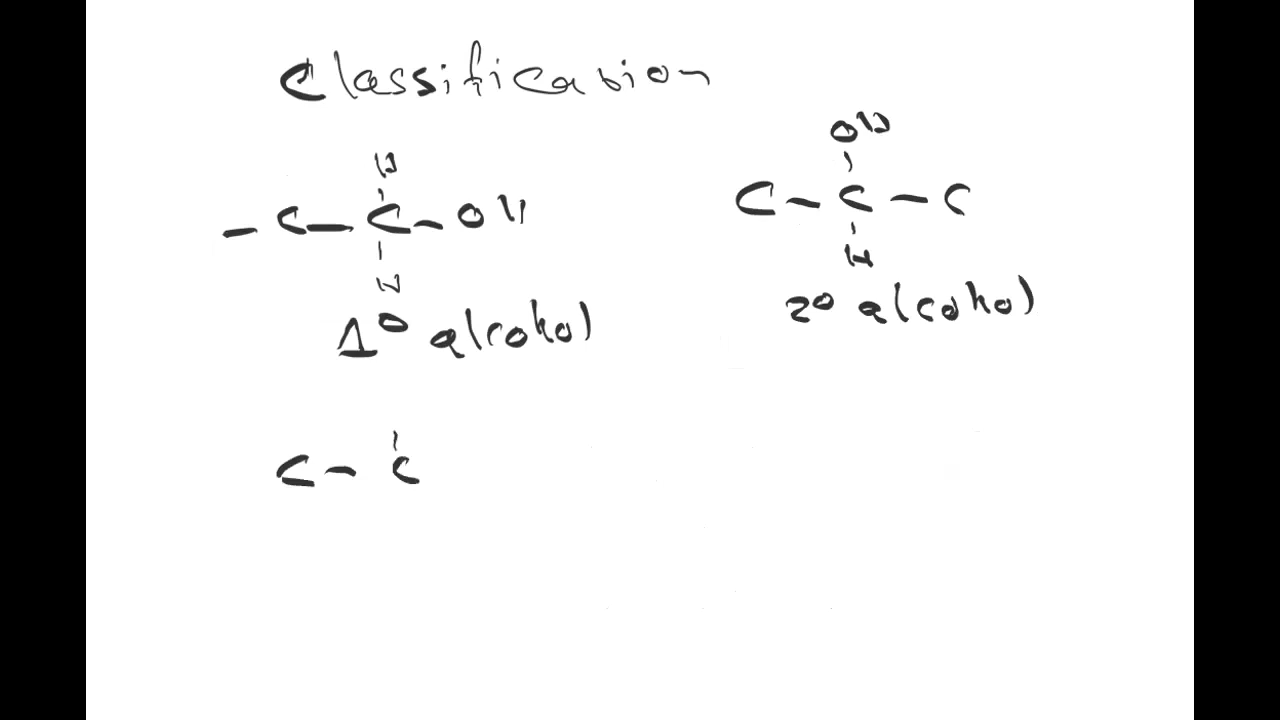 Classification
H
- C - C - OH
H
1° alcohol
OH
C - C - C
H
2° alcohol
C - C